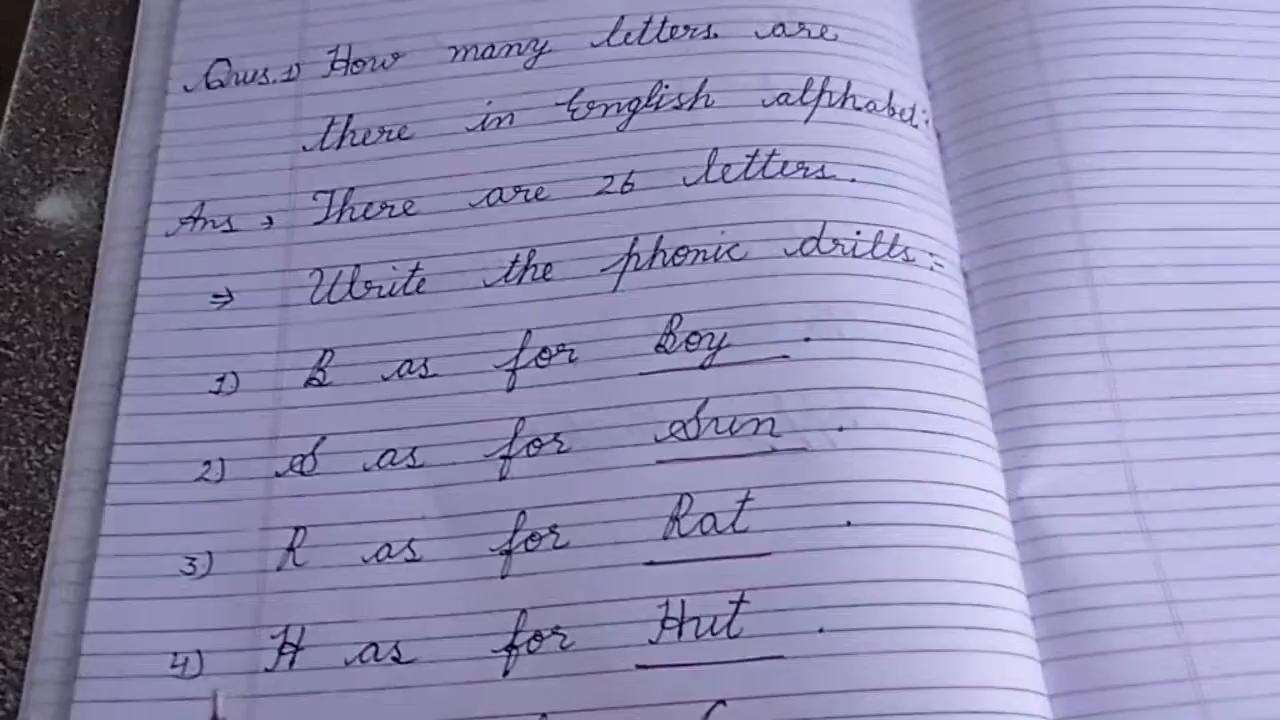 Qus.1) How many letters are
there in English alphabet:
Ans → There are 26 letters.
⇒ Write the phonic drills:-
1) B as for Boy .
2) S as for Sun .
3) R as for Rat .
4) H as for Hut .